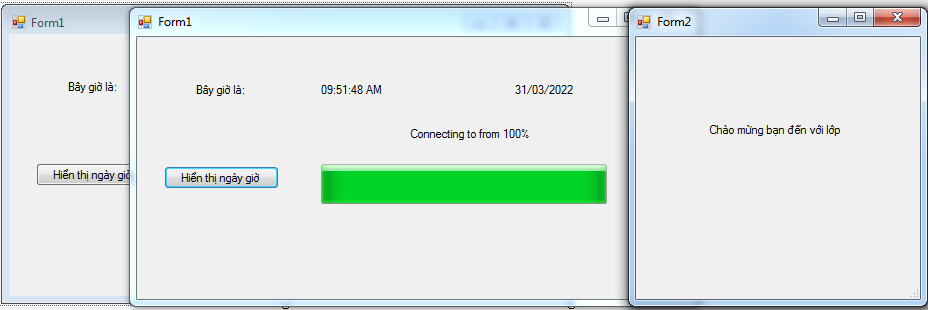 Form1
Bây giờ là:
Hiển thị ngày giờ
Form1
Bây giờ là:
09:51:48 AM
31/03/2022
Connecting to from 100%
Hiển thị ngày giờ
Form2
Chào mừng bạn đến với lớp